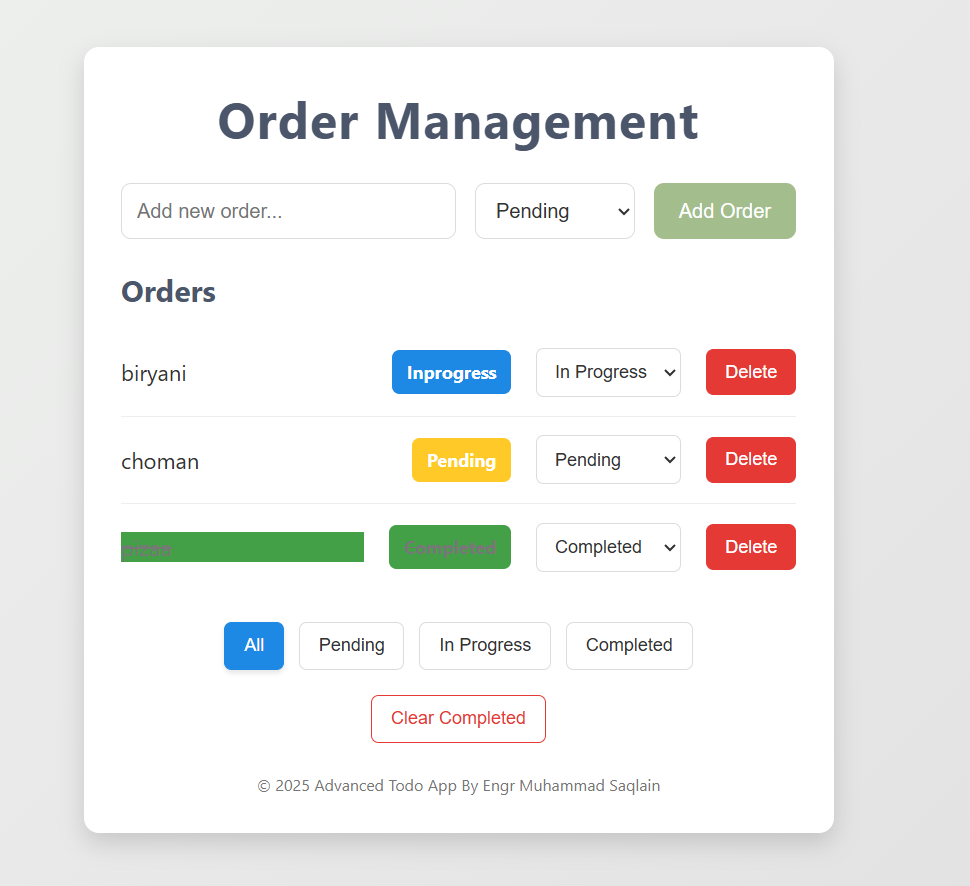 Order Management
Add new order... Pending Add Order
Orders
biryani Inprogress In Progress Delete
choman Pending Pending Delete
Completed Completed Delete
All Pending In Progress Completed
Clear Completed
© 2025 Advanced Todo App By Engr Muhammad Saqlain